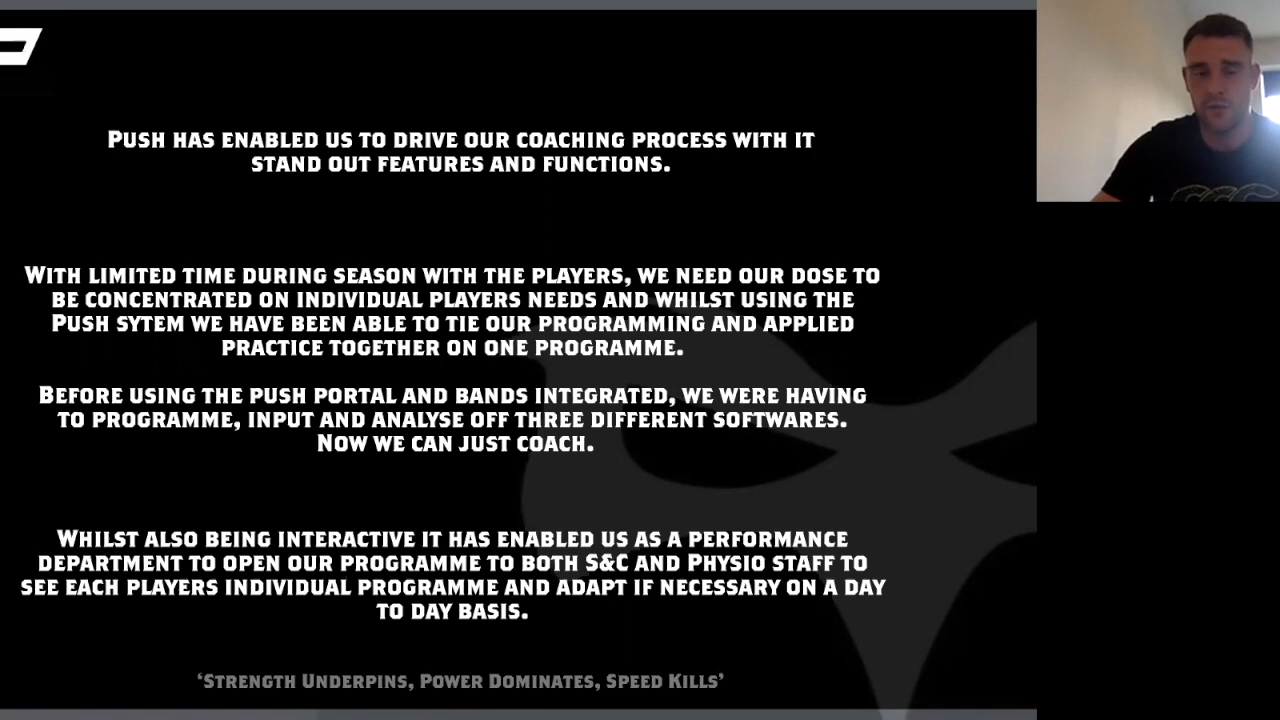 Push has enabled us to drive our coaching process with it
stand out features and functions.
With limited time during season with the players, we need our dose to
be concentrated on individual players needs and whilst using the
Push sytem we have been able to tie our programming and applied
practice together on one programme.
Before using the push portal and bands integrated, we were having
to programme, input and analyse off three different softwares.
Now we can just coach.
Whilst also being interactive it has enabled us as a performance
department to open our programme to both S&C and Physio staff to
see each players individual programme and adapt if necessary on a day
to day basis.
‘Strength Underpins, Power Dominates, Speed Kills’